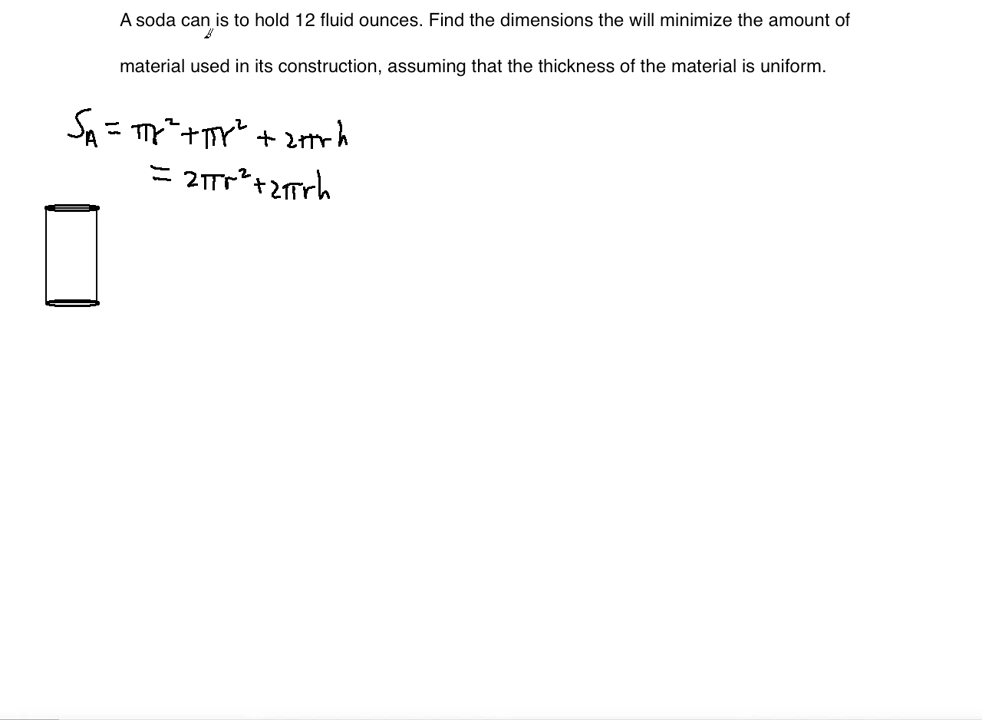 A soda can is to hold 12 fluid ounces. Find the dimensions the will minimize the amount of
material used in its construction, assuming that the thickness of the material is uniform.
S_A = πr² + πr² + 2πrh
= 2πr² + 2πrh